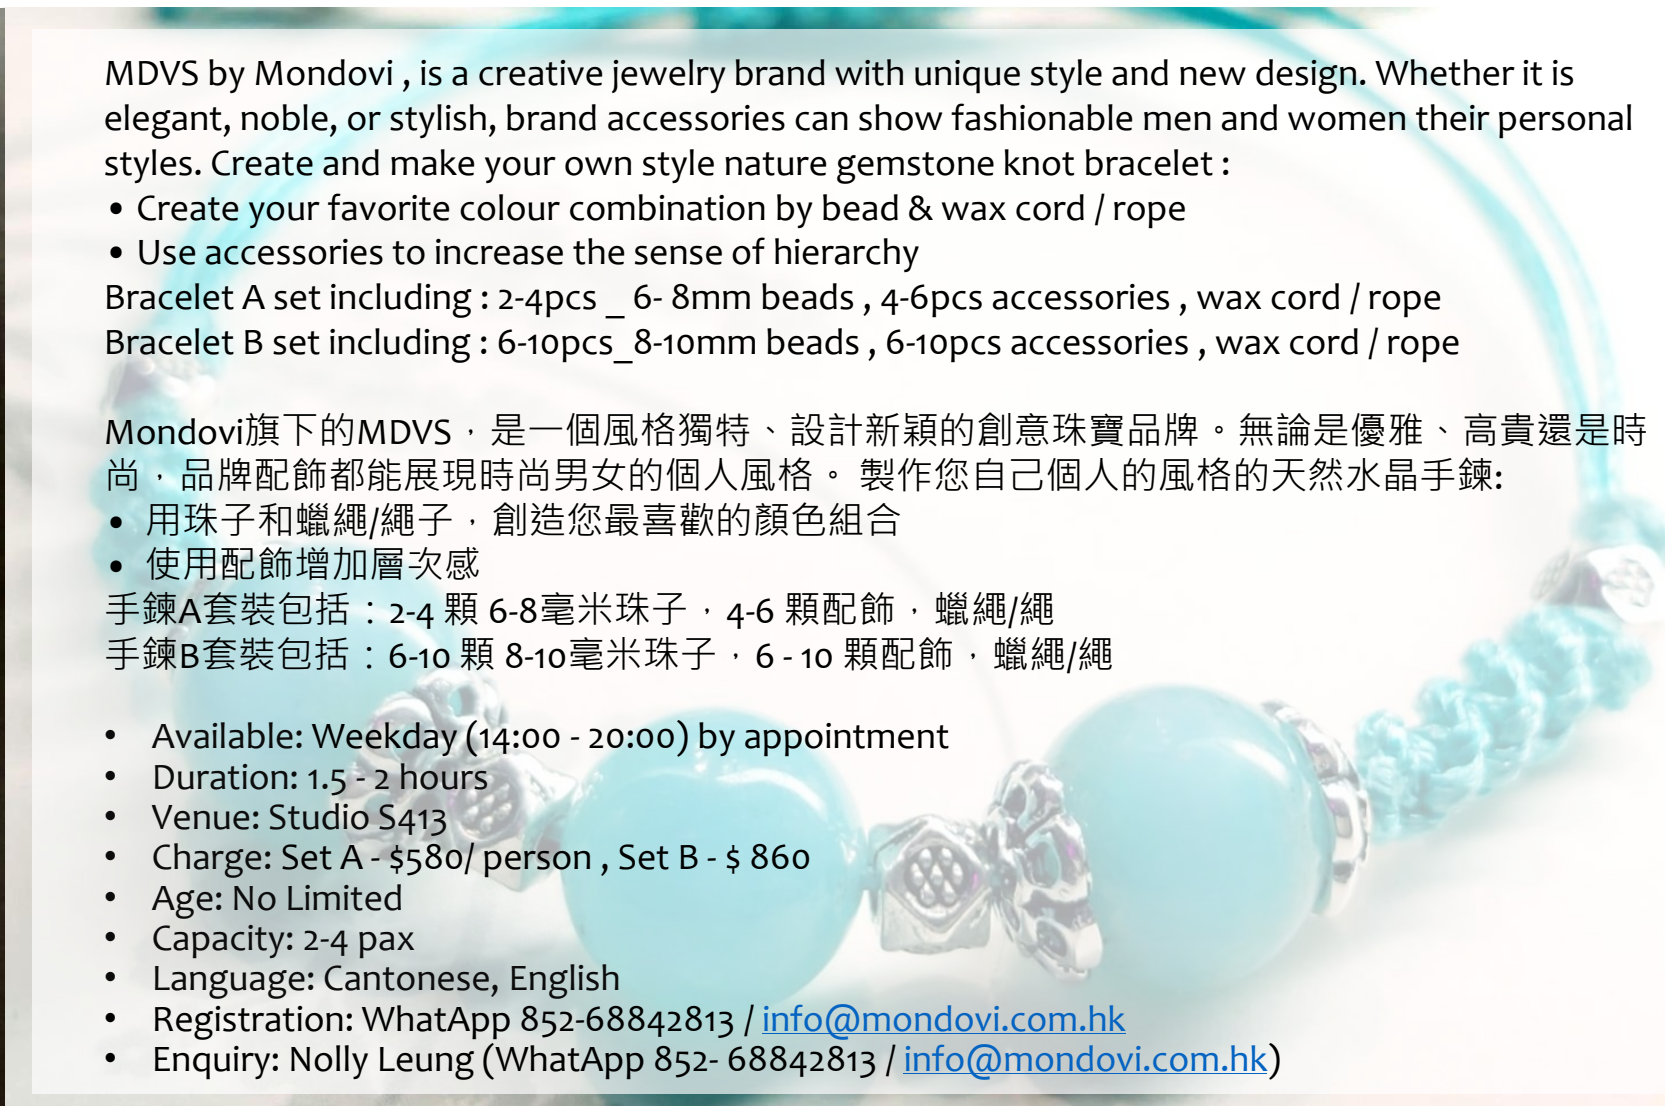 MDVS by Mondovi , is a creative jewelry brand with unique style and new design. Whether it is
elegant, noble, or stylish, brand accessories can show fashionable men and women their personal
styles. Create and make your own style nature gemstone knot bracelet :
• Create your favorite colour combination by bead & wax cord / rope
• Use accessories to increase the sense of hierarchy
Bracelet A set including : 2-4pcs _ 6- 8mm beads , 4-6pcs accessories , wax cord / rope
Bracelet B set including : 6-10pcs_8-10mm beads , 6-10pcs accessories , wax cord / rope
Mondovi旗下的MDVS，是一個風格獨特、設計新穎的創意珠寶品牌。無論是優雅、高貴還是時
尚，品牌配飾都能展現時尚男女的個人風格。 製作您自己個人的風格的天然水晶手鍊:
• 用珠子和蠟繩/繩子，創造您最喜歡的顏色組合
• 使用配飾增加層次感
手鍊A套裝包括：2-4 顆 6-8毫米珠子，4-6 顆配飾，蠟繩/繩
手鍊B套裝包括：6-10 顆 8-10毫米珠子，6 - 10 顆配飾，蠟繩/繩
• Available: Weekday (14:00 - 20:00) by appointment
• Duration: 1.5 - 2 hours
• Venue: Studio S413
• Charge: Set A - $580/ person , Set B - $ 860
• Age: No Limited
• Capacity: 2-4 pax
• Language: Cantonese, English
• Registration: WhatApp 852-68842813 / info@mondovi.com.hk
• Enquiry: Nolly Leung (WhatApp 852- 68842813 / info@mondovi.com.hk)